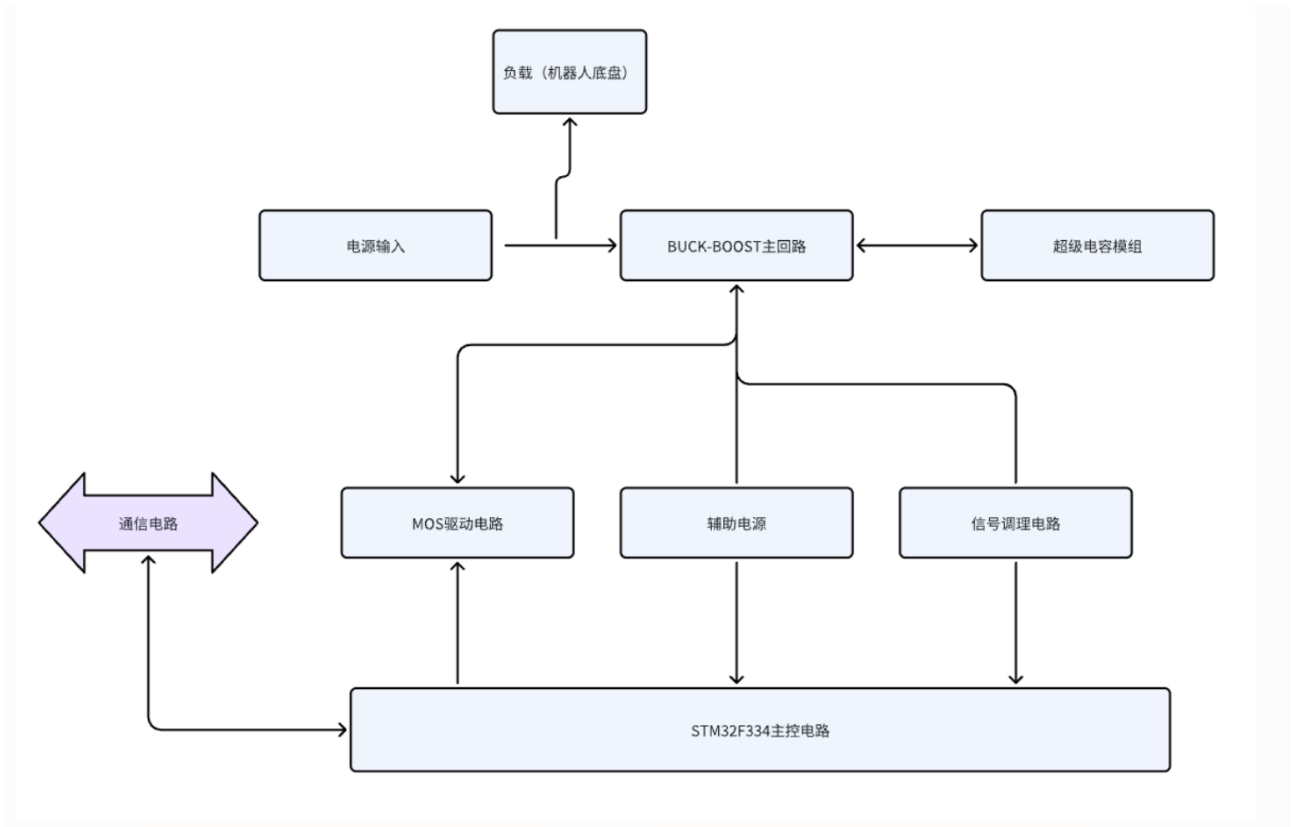 负载（机器人底盘）
电源输入
BUCK-BOOST主回路
超级电容模组
通信电路
MOS驱动电路
辅助电源
信号调理电路
STM32F334主控电路